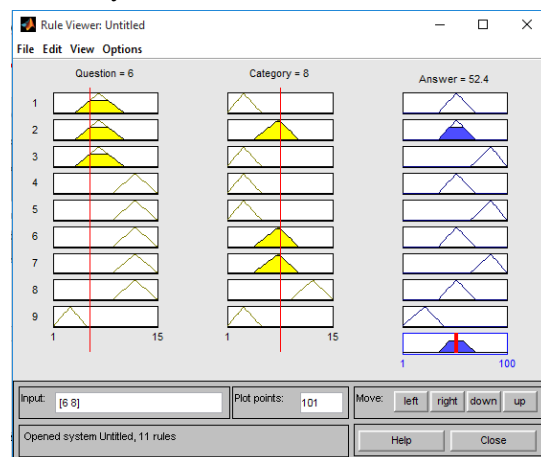 Rule Viewer: Untitled
File Edit View Options
Question = 6 Category = 8 Answer = 52.4
1
2
3
4
5
6
7
8
9
1 15 1 15
1 100
Input: [6 8] Plot points: 101 Move: left right down up
Opened system Untitled, 11 rules Help Close